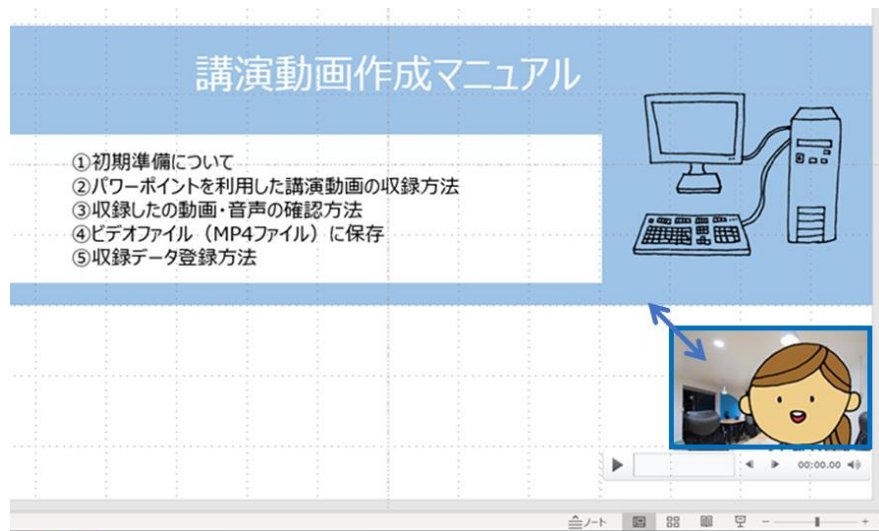 講演動画作成マニュアル
①初期準備について
②パワーポイントを利用した講演動画の収録方法
③収録したの動画・音声の確認方法
④ビデオファイル（MP4ファイル）に保存
⑤収録データ登録方法
00:00.00
ノート